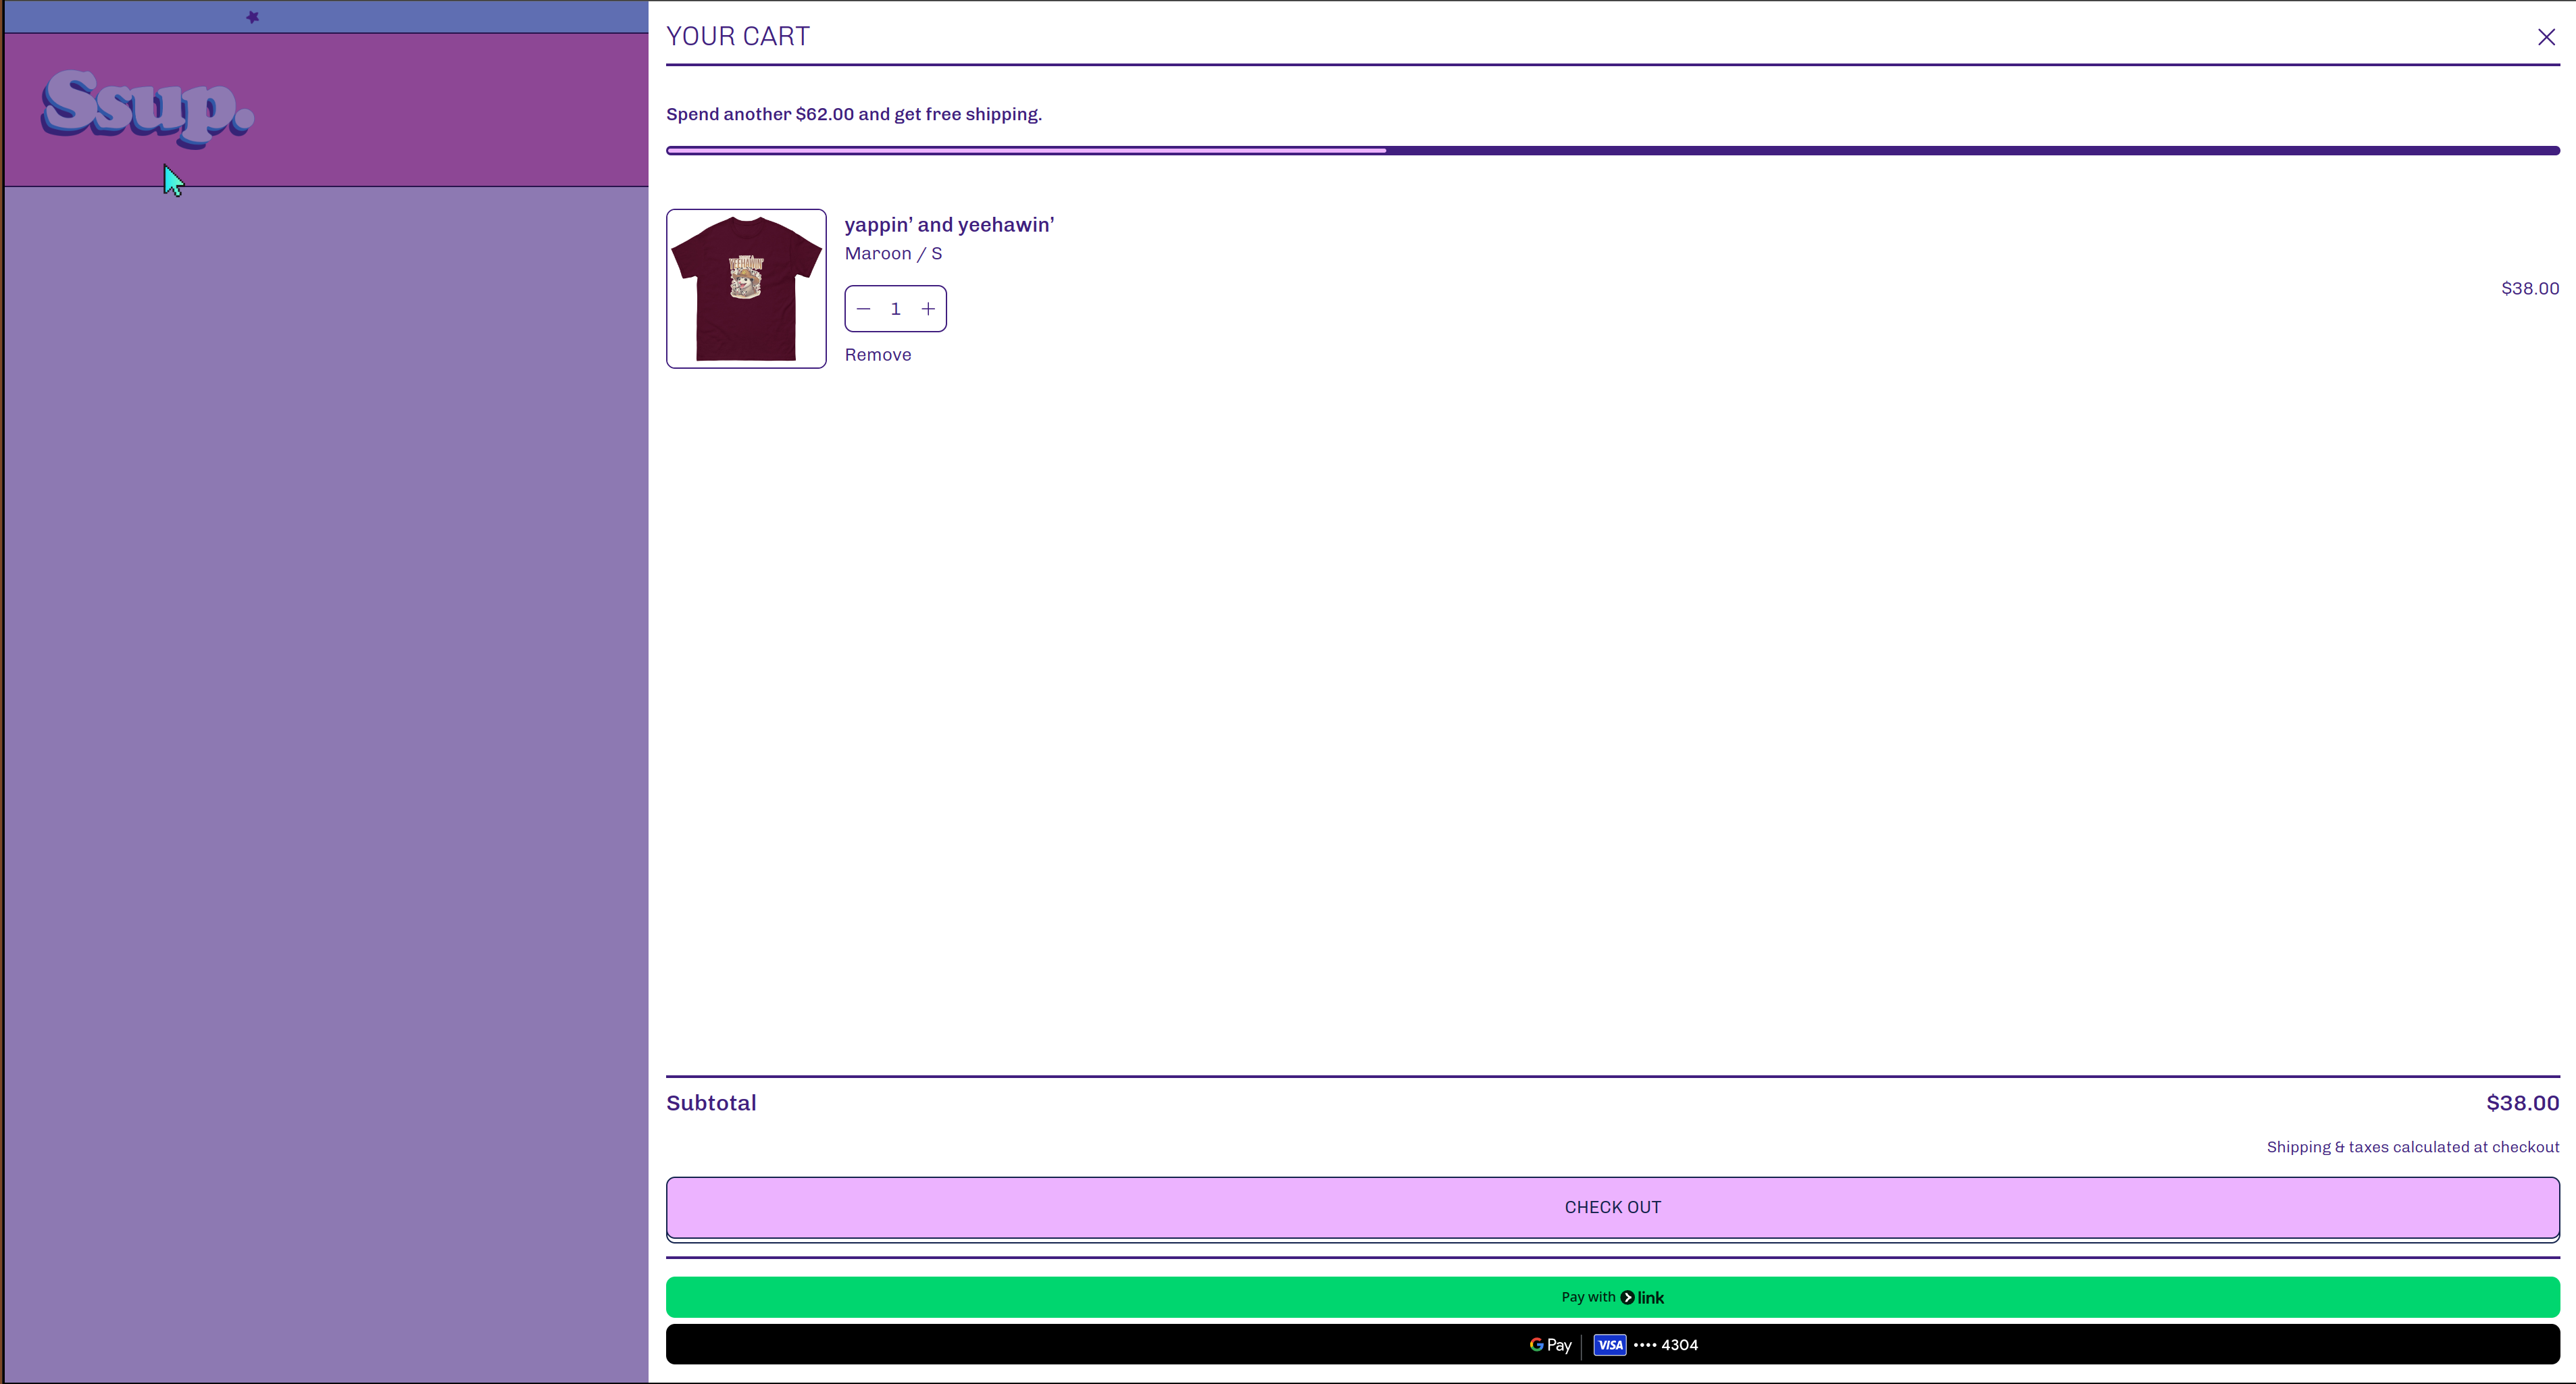 Ssup.
YOUR CART
Spend another $62.00 and get free shipping.
YEEHAWIN'
yappin’ and yeehawin’
Maroon / S
1
$38.00
Remove
Subtotal
$38.00
Shipping & taxes calculated at checkout
CHECK OUT
Pay with link
G Pay VISA •••• 4304